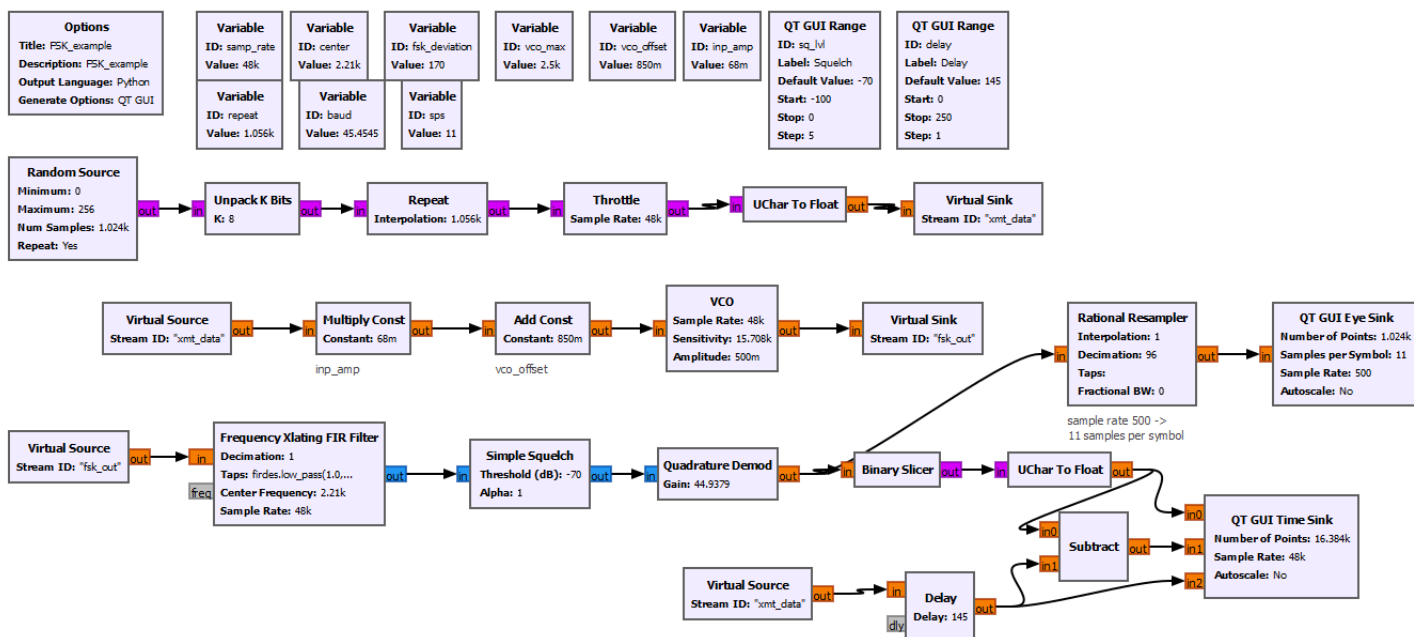 Options
Title: FSK_example
Description: FSK_example
Output Language: Python
Generate Options: QT GUI
Variable
ID: samp_rate
Value: 48k
Variable
ID: center
Value: 2.21k
Variable
ID: fsk_deviation
Value: 170
Variable
ID: vco_max
Value: 2.5k
Variable
ID: vco_offset
Value: 850m
Variable
ID: inp_amp
Value: 68m
QT GUI Range
ID: sq_lvl
Label: Squelch
Default Value: -70
Start: -100
Stop: 0
Step: 5
QT GUI Range
ID: delay
Label: Delay
Default Value: 145
Start: 0
Stop: 250
Step: 1
Variable
ID: repeat
Value: 1.056k
Variable
ID: baud
Value: 45.4545
Variable
ID: sps
Value: 11
Random Source
Minimum: 0
Maximum: 256
Num Samples: 1.024k
Repeat: Yes
out
in
Unpack K Bits
K: 8
out
in
Repeat
Interpolation: 1.056k
out
in
Throttle
Sample Rate: 48k
out
in
UChar To Float
out
in
Virtual Sink
Stream ID: "xmt_data"
Virtual Source
Stream ID: "xmt_data"
out
in
Multiply Const
Constant: 68m
out
inp_amp
in
Add Const
Constant: 850m
out
vco_offset
in
VCO
Sample Rate: 48k
Sensitivity: 15.708k
Amplitude: 500m
out
in
Virtual Sink
Stream ID: "fsk_out"
in
Rational Resampler
Interpolation: 1
Decimation: 96
Taps:
Fractional BW: 0
out
sample rate 500 ->
11 samples per symbol
in
QT GUI Eye Sink
Number of Points: 1.024k
Samples per Symbol: 11
Sample Rate: 500
Autoscale: No
Virtual Source
Stream ID: "fsk_out"
out
in
freq
Frequency Xlating FIR Filter
Decimation: 1
Taps: firdes.low_pass(1.0,...
Center Frequency: 2.21k
Sample Rate: 48k
out
in
Simple Squelch
Threshold (dB): -70
Alpha: 1
out
in
Quadrature Demod
Gain: 44.9379
out
in
Binary Slicer
out
in
UChar To Float
out
in0
in1
Subtract
out
in0
in1
in2
QT GUI Time Sink
Number of Points: 16.384k
Sample Rate: 48k
Autoscale: No
Virtual Source
Stream ID: "xmt_data"
out
in
dly
Delay
Delay: 145
out